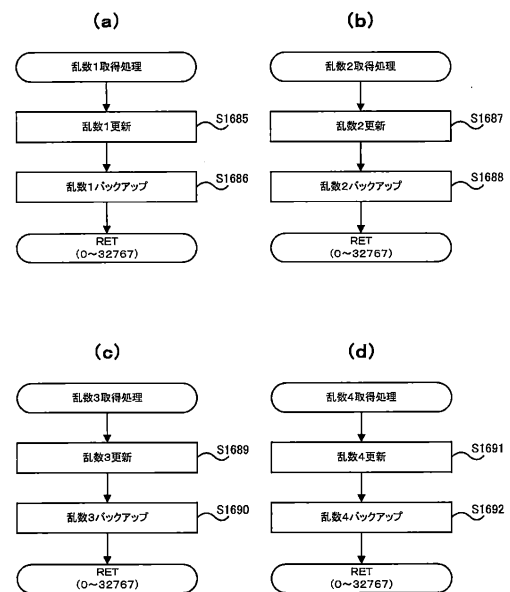 (a)
乱数1取得処理
乱数1更新
S1685
乱数1バックアップ
S1686
RET
(0～32767)
(b)
乱数2取得処理
乱数2更新
S1687
乱数2バックアップ
S1688
RET
(0～32767)
(c)
乱数3取得処理
乱数3更新
S1689
乱数3バックアップ
S1690
RET
(0～32767)
(d)
乱数4取得処理
乱数4更新
S1691
乱数4バックアップ
S1692
RET
(0～32767)